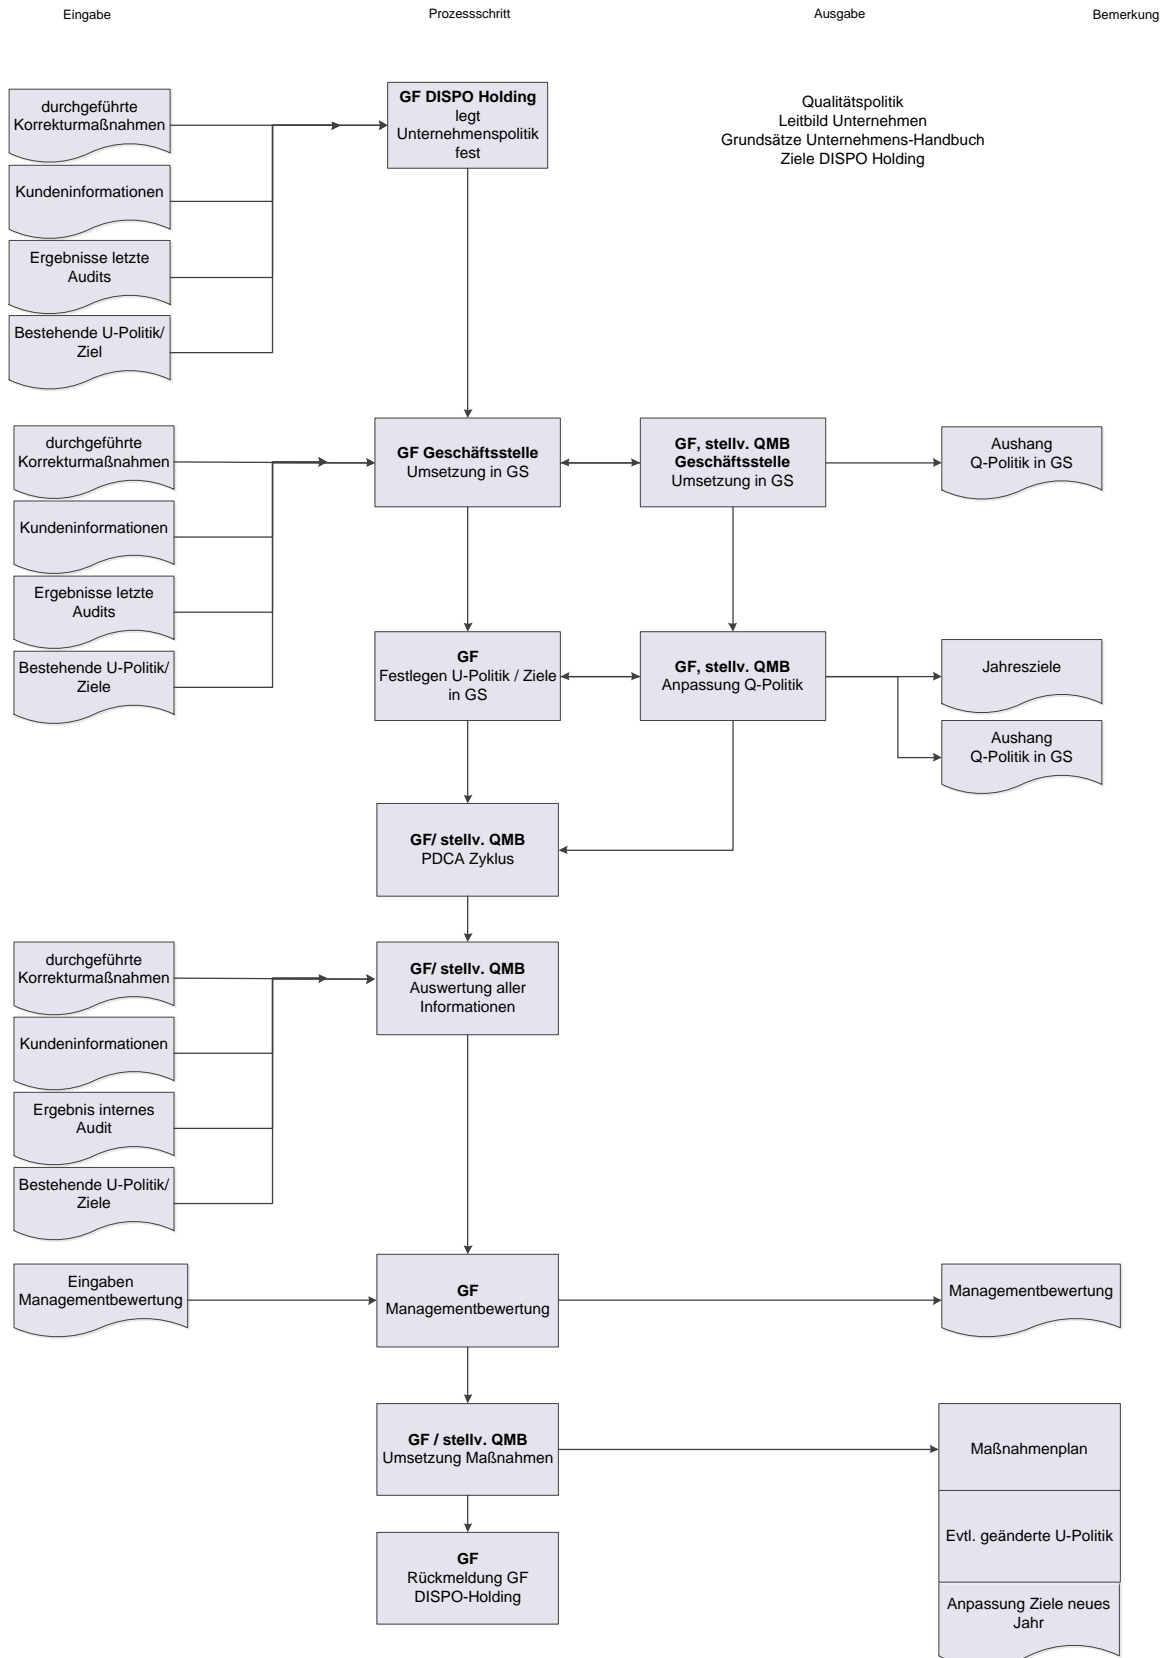 Eingabe
Prozessschritt
Ausgabe
Bemerkung
durchgeführte
Korrekturmaßnahmen
GF DISPO Holding
legt
Unternehmenspolitik
fest
Qualitätspolitik
Leitbild Unternehmen
Grundsätze Unternehmens-Handbuch
Ziele DISPO Holding
Kundeninformationen
Ergebnisse letzte
Audits
Bestehende U-Politik/
Ziel
durchgeführte
Korrekturmaßnahmen
GF Geschäftsstelle
Umsetzung in GS
GF, stellv. QMB
Geschäftsstelle
Umsetzung in GS
Aushang
Q-Politik in GS
Kundeninformationen
Ergebnisse letzte
Audits
Bestehende U-Politik/
Ziele
GF
Festlegen U-Politik / Ziele
in GS
GF, stellv. QMB
Anpassung Q-Politik
Jahresziele
Aushang
Q-Politik in GS
GF/ stellv. QMB
PDCA Zyklus
durchgeführte
Korrekturmaßnahmen
GF/ stellv. QMB
Auswertung aller
Informationen
Kundeninformationen
Ergebnis internes
Audit
Bestehende U-Politik/
Ziele
Eingaben
Managementbewertung
GF
Managementbewertung
Managementbewertung
GF / stellv. QMB
Umsetzung Maßnahmen
Maßnahmenplan
Evtl. geänderte U-Politik
GF
Rückmeldung GF
DISPO-Holding
Anpassung Ziele neues
Jahr